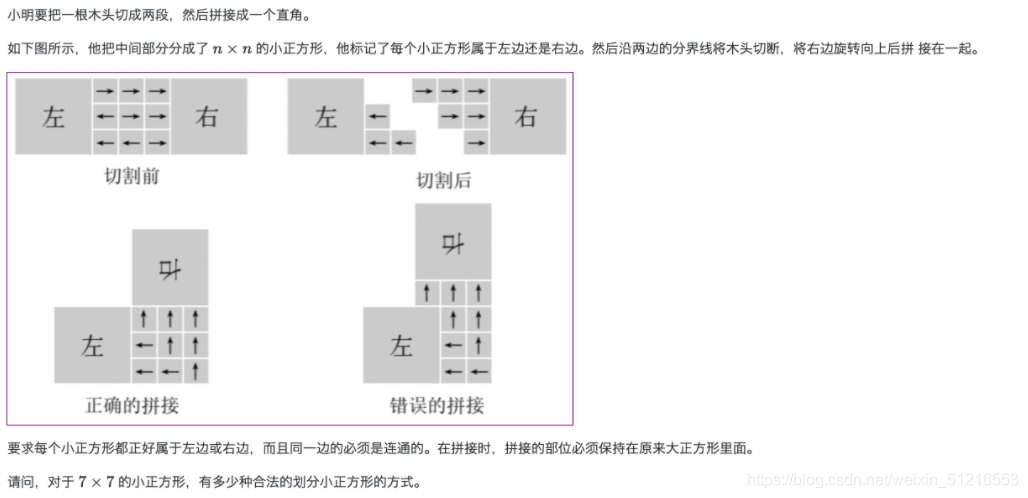 小明要把一根木头切成两段，然后拼接成一个直角。
如下图所示，他把中间部分分成了 n × n 的小正方形，他标记了每个小正方形属于左边还是右边。然后沿两边的分界线将木头切断，将右边旋转向上后拼 接在一起。
左 → → → 右 左 → → → 右
← → → ← → →
← ← → ← ← →
切割前 切割后
右 右
↑ ↑ ↑
左 ↑ ↑ ↑ 左 ↑ ↑
← ↑ ↑ ← ↑
← ← ↑ ← ←
正确的拼接 错误的拼接
要求每个小正方形都正好属于左边或右边，而且同一边的必须是连通的。在拼接时，拼接的部位必须保持在原来大正方形里面。
请问，对于 7 × 7 的小正方形，有多少种合法的划分小正方形的方式。
https://blog.csdn.net/weixin_51216553